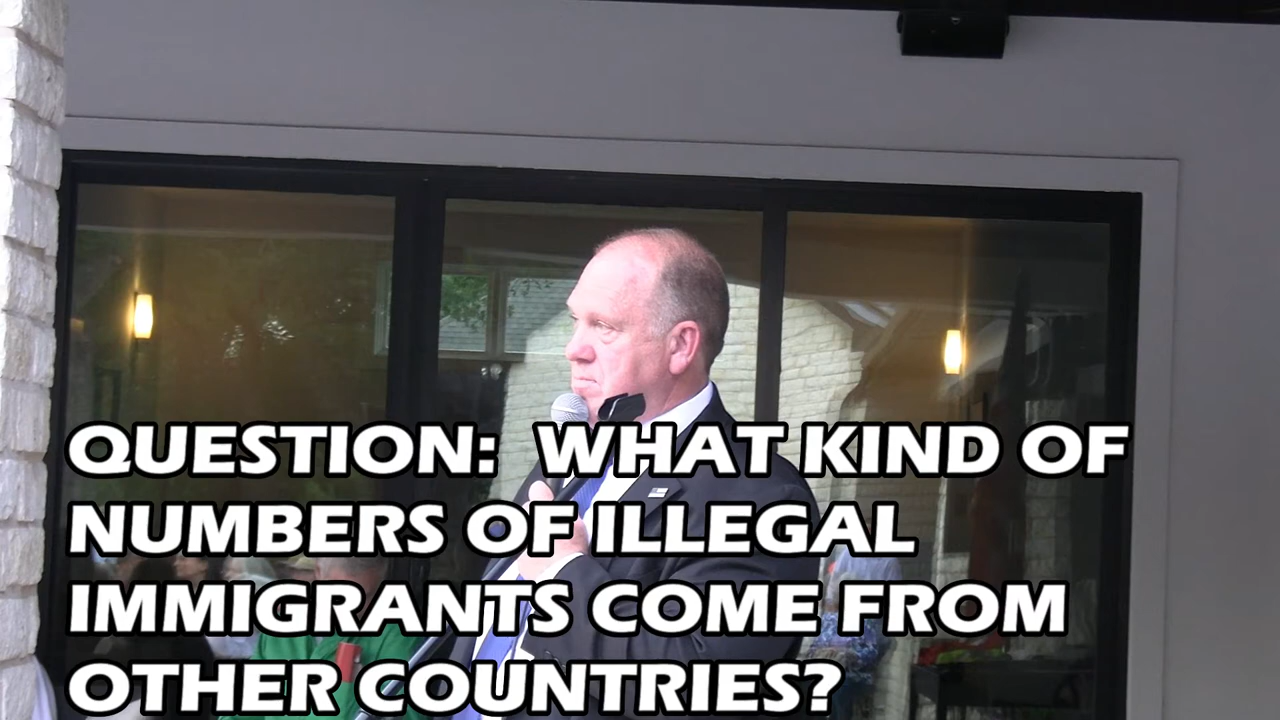 QUESTION:  WHAT KIND OF
NUMBERS OF ILLEGAL
IMMIGRANTS COME FROM
OTHER COUNTRIES?